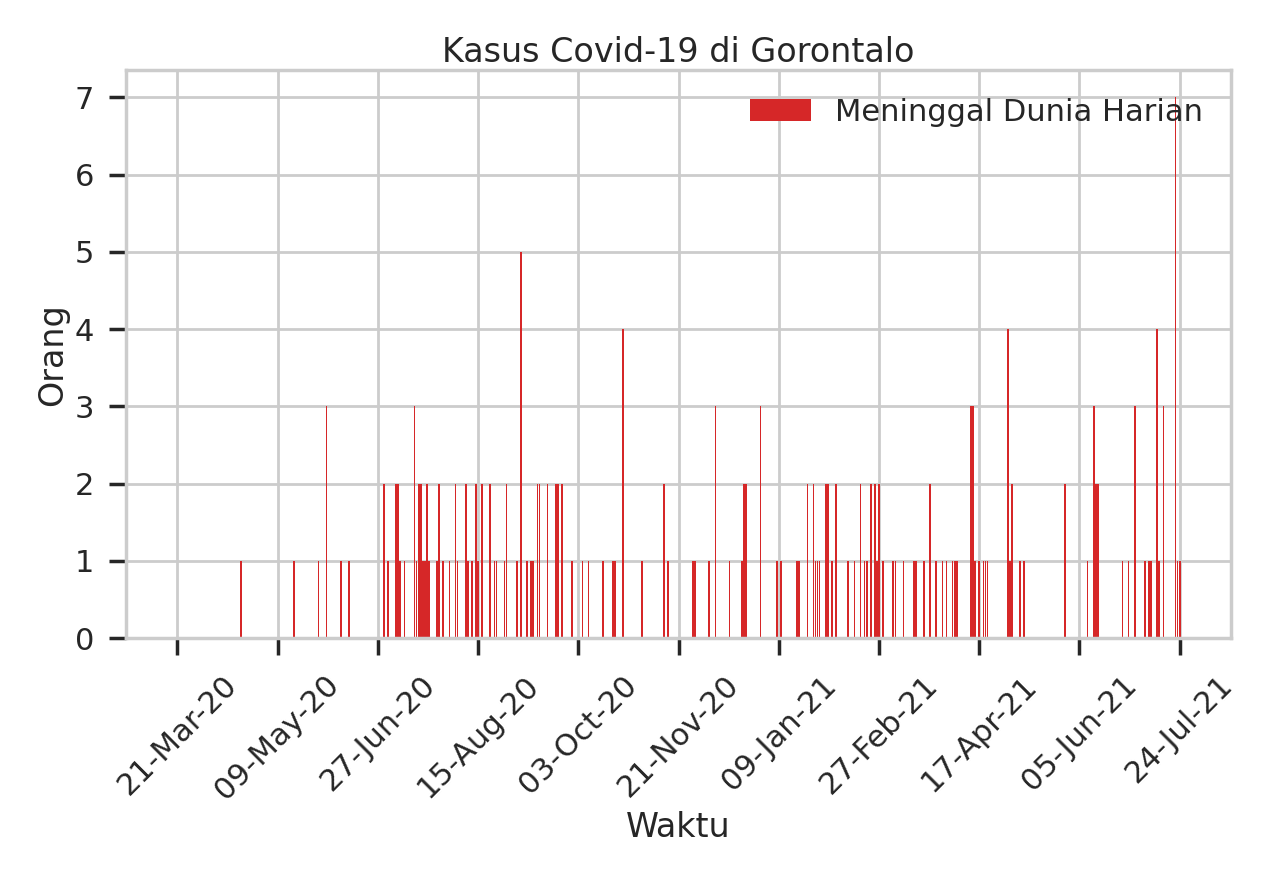 Kasus Covid-19 di Gorontalo
Meninggal Dunia Harian
Orang
7
6
5
4
3
2
1
0
21-Mar-20
09-May-20
27-Jun-20
15-Aug-20
03-Oct-20
21-Nov-20
09-Jan-21
27-Feb-21
17-Apr-21
05-Jun-21
24-Jul-21
Waktu